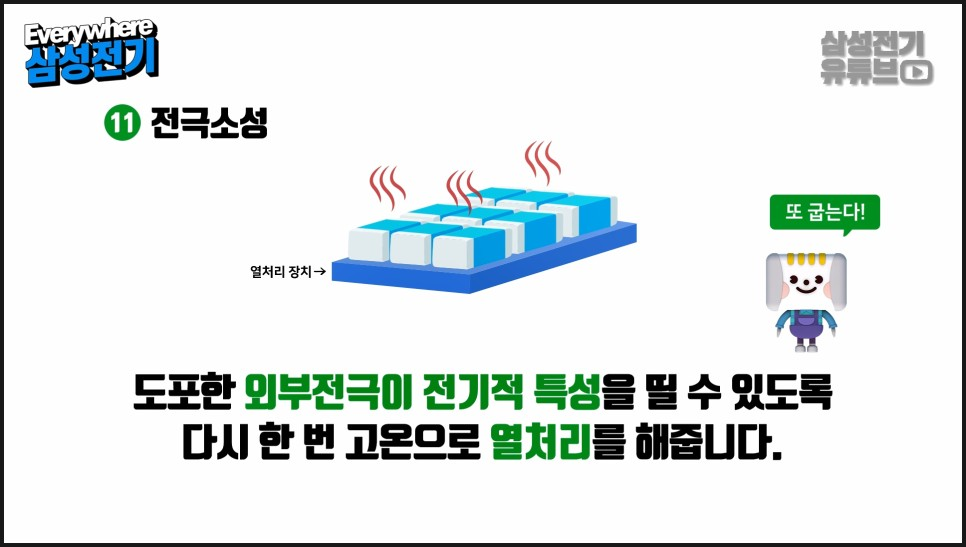 Everywhere
삼성전기
삼성전기
유튜브
11 전극소성
또 굽는다!
열처리 장치→
도포한 외부전극이 전기적 특성을 띨 수 있도록
다시 한 번 고온으로 열처리를 해줍니다.